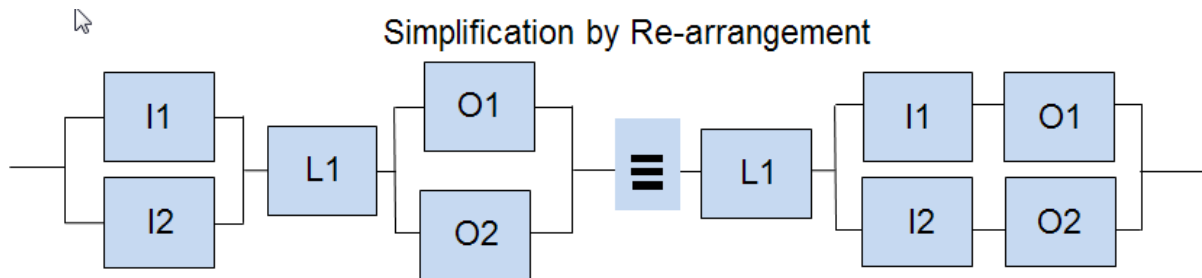 Simplification by Re-arrangement
I1 O1 I1 O1
L1 ≡ L1
I2 O2 I2 O2